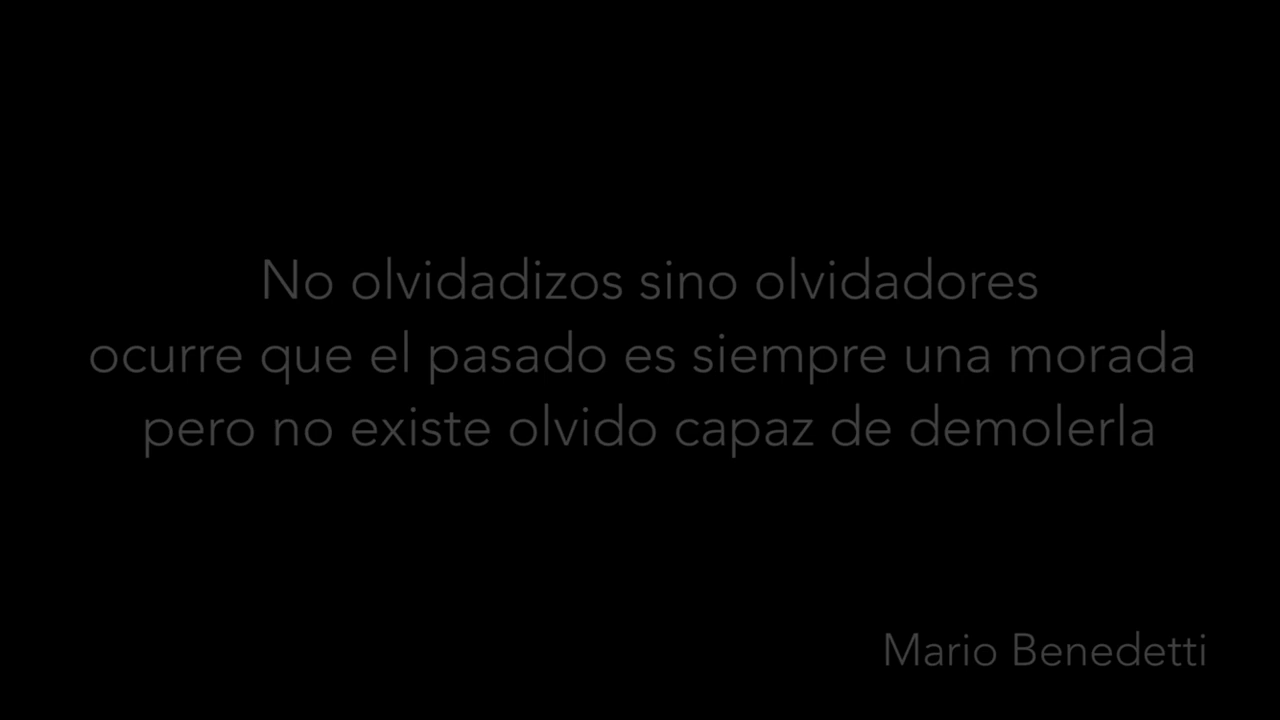 No olvidadizos sino olvidadores
ocurre que el pasado es siempre una morada
pero no existe olvido capaz de demolerla
Mario Benedetti